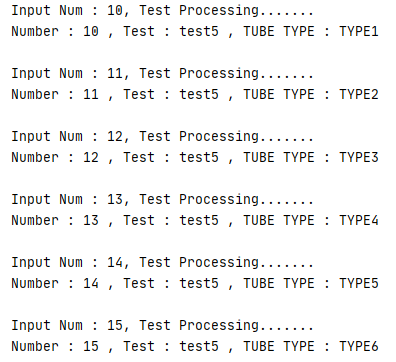 Input Num : 10, Test Processing.......
Number : 10 , Test : test5 , TUBE TYPE : TYPE1
Input Num : 11, Test Processing.......
Number : 11 , Test : test5 , TUBE TYPE : TYPE2
Input Num : 12, Test Processing.......
Number : 12 , Test : test5 , TUBE TYPE : TYPE3
Input Num : 13, Test Processing.......
Number : 13 , Test : test5 , TUBE TYPE : TYPE4
Input Num : 14, Test Processing.......
Number : 14 , Test : test5 , TUBE TYPE : TYPE5
Input Num : 15, Test Processing.......
Number : 15 , Test : test5 , TUBE TYPE : TYPE6